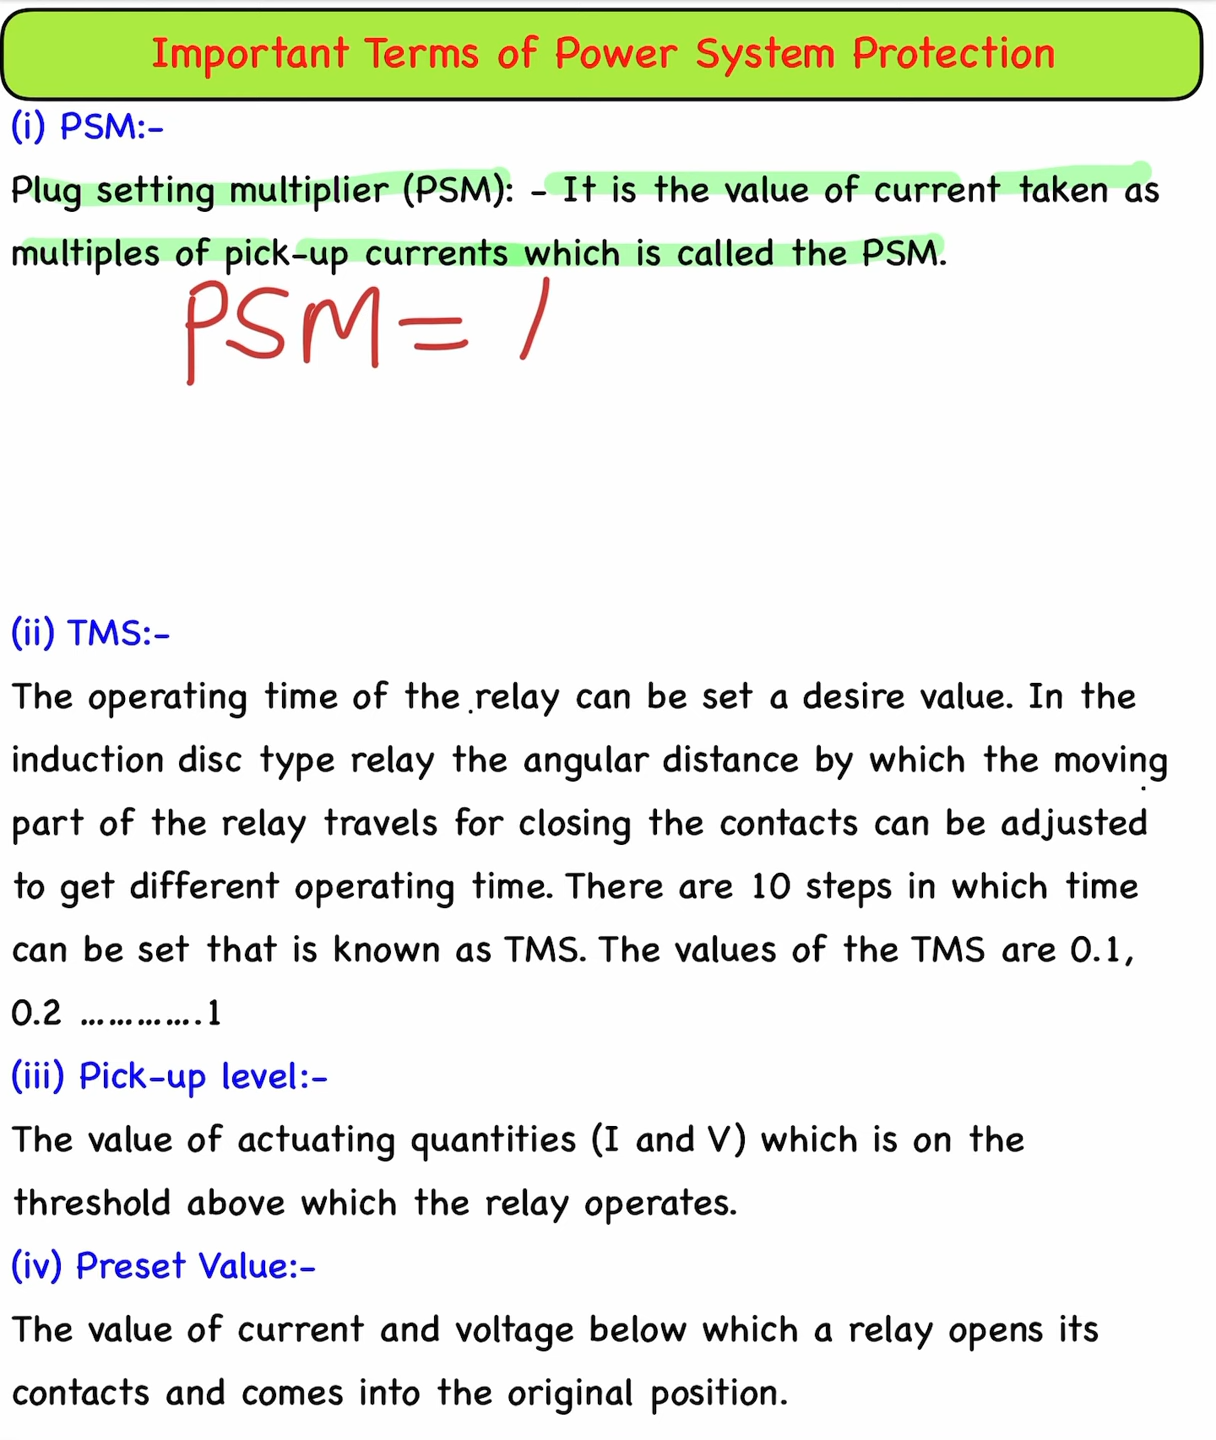 Important Terms of Power System Protection
(i) PSM:-
Plug setting multiplier (PSM): - It is the value of current taken as
multiples of pick-up currents which is called the PSM.
PSM = /
(ii) TMS:-
The operating time of the relay can be set a desire value. In the
induction disc type relay the angular distance by which the moving
part of the relay travels for closing the contacts can be adjusted
to get different operating time. There are 10 steps in which time
can be set that is known as TMS. The values of the TMS are 0.1,
0.2 .............1
(iii) Pick-up level:-
The value of actuating quantities (I and V) which is on the
threshold above which the relay operates.
(iv) Preset Value:-
The value of current and voltage below which a relay opens its
contacts and comes into the original position.